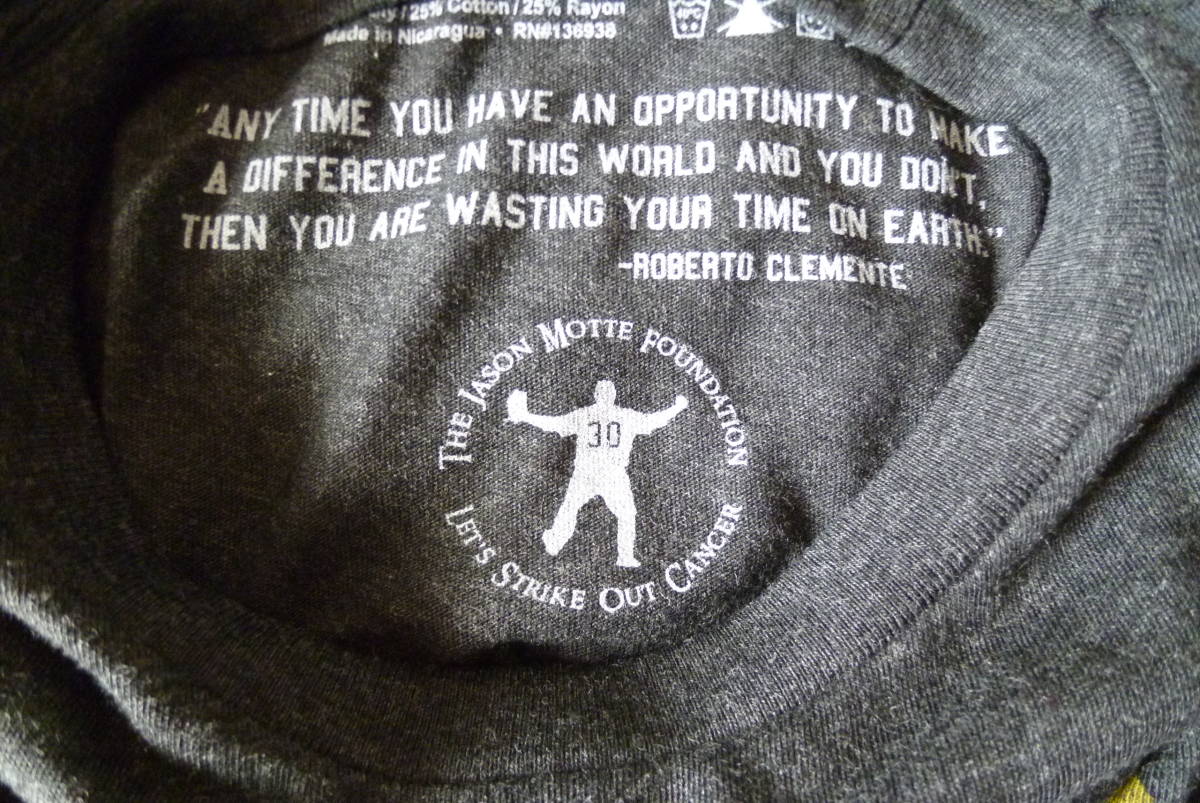 / 25% Cotton / 25% Rayon
Made in Nicaragua • RN#136938
"ANY TIME YOU HAVE AN OPPORTUNITY TO MAKE
A DIFFERENCE IN THIS WORLD AND YOU DON'T,
THEN YOU ARE WASTING YOUR TIME ON EARTH."
-ROBERTO CLEMENTE
THE JASON MOTTE FOUNDATION
30
LET'S STRIKE OUT CANCER